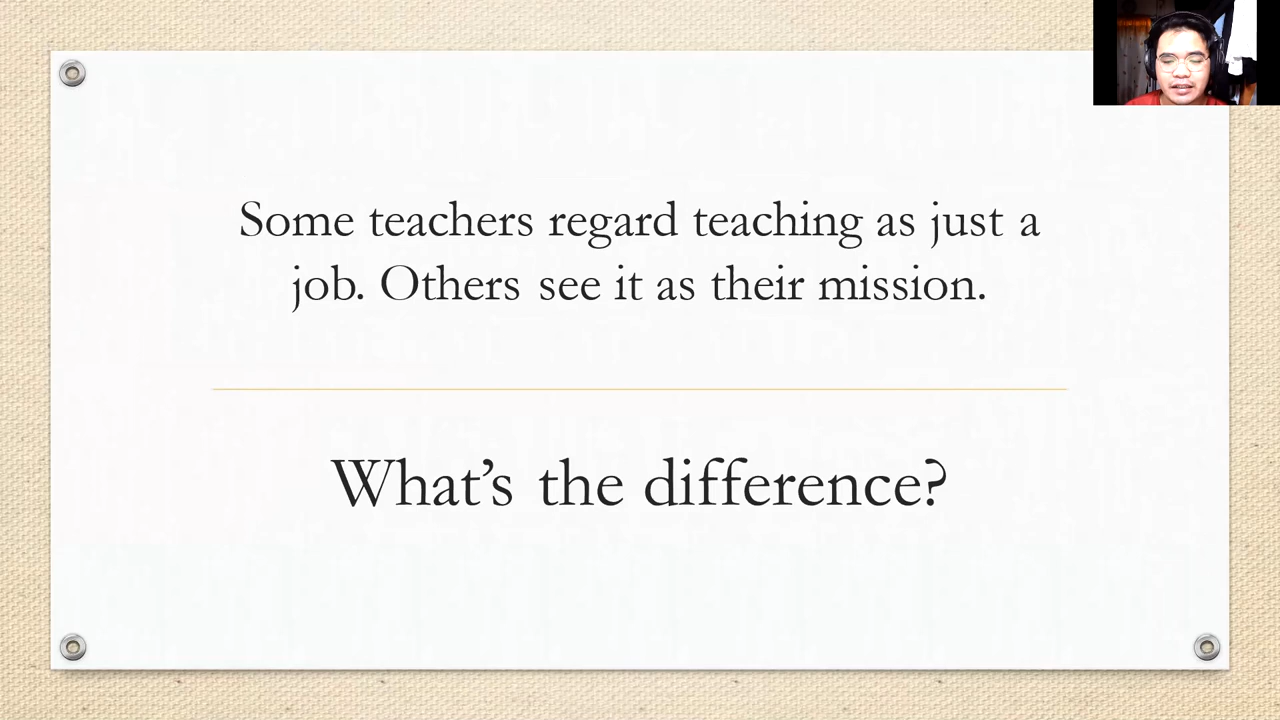 Some teachers regard teaching as just a
job. Others see it as their mission.
What's the difference?